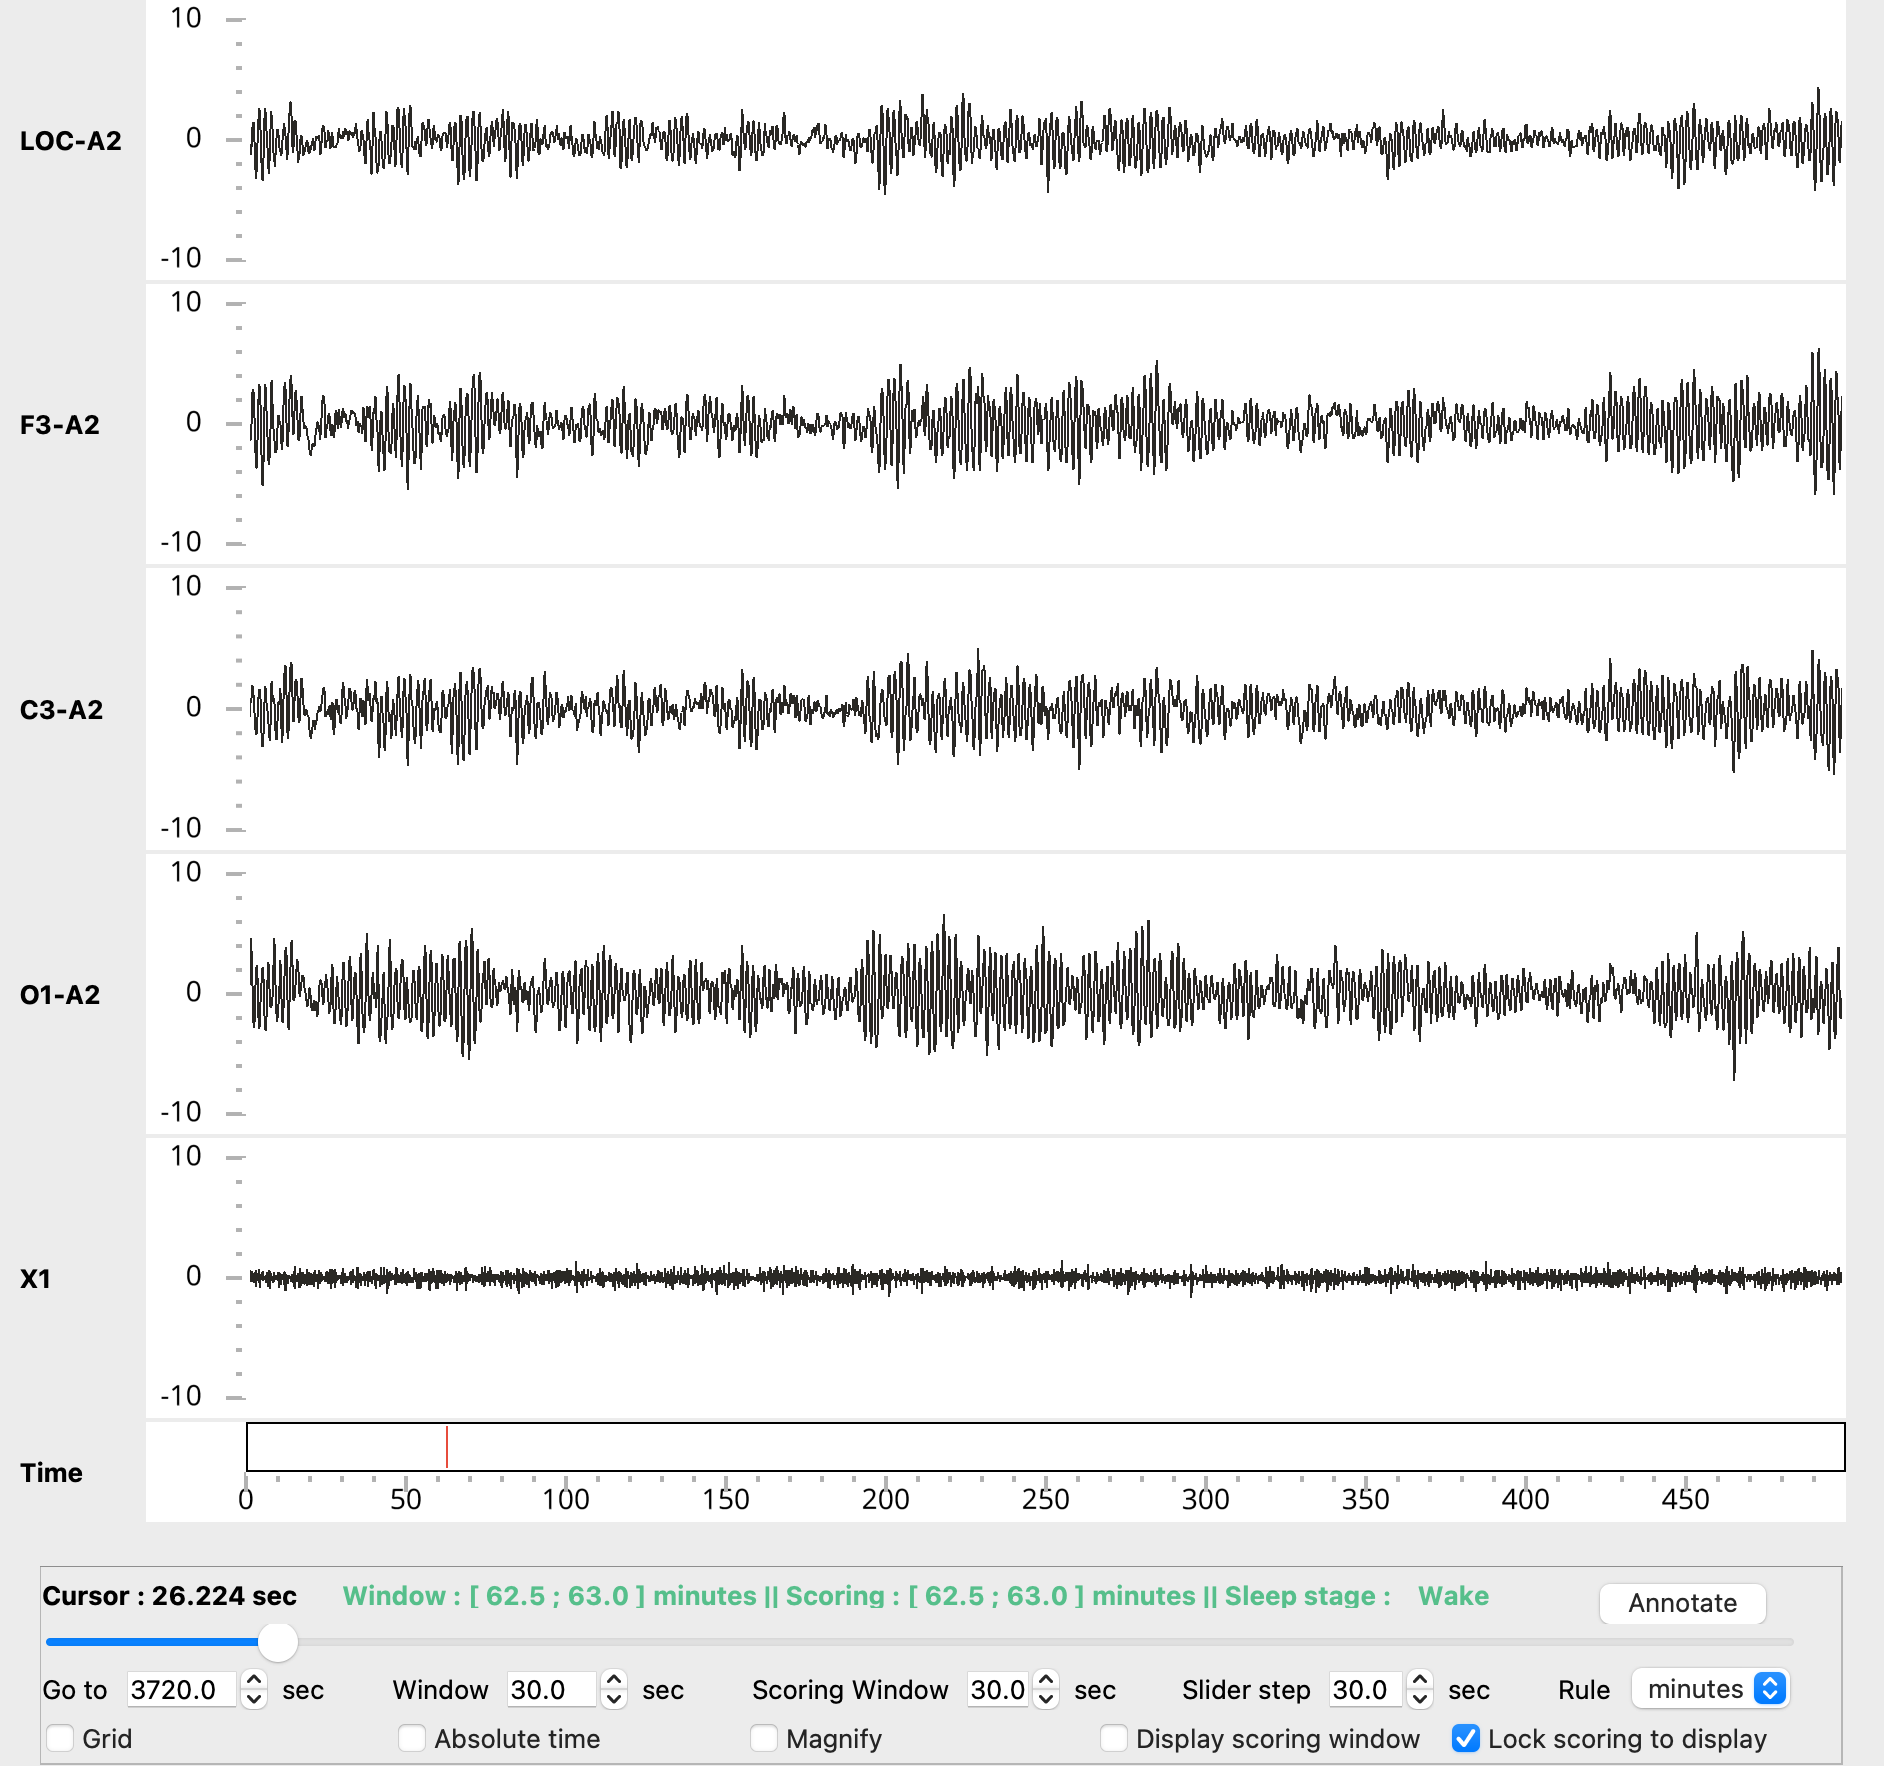 10
LOC-A2 0
-10
10
F3-A2 0
-10
10
C3-A2 0
-10
10
O1-A2 0
-10
10
X1 0
-10
Time
0 50 100 150 200 250 300 350 400 450
Cursor : 26.224 sec Window : [ 62.5 ; 63.0 ] minutes || Scoring : [ 62.5 ; 63.0 ] minutes || Sleep stage : Wake Annotate
Go to 3720.0 sec Window 30.0 sec Scoring Window 30.0 sec Slider step 30.0 sec Rule minutes
Grid Absolute time Magnify Display scoring window Lock scoring to display